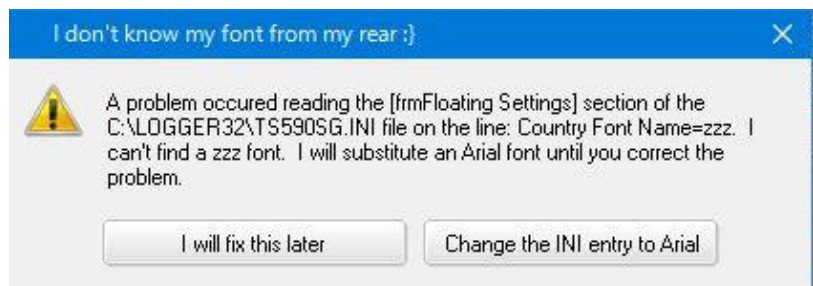 I don't know my font from my rear :}
A problem occured reading the [frmFloating Settings] section of the
C:\LOGGER32\TS590SG.INI file on the line: Country Font Name=zzz. I
can't find a zzz font. I will substitute an Arial font until you correct the
problem.
I will fix this later
Change the INI entry to Arial